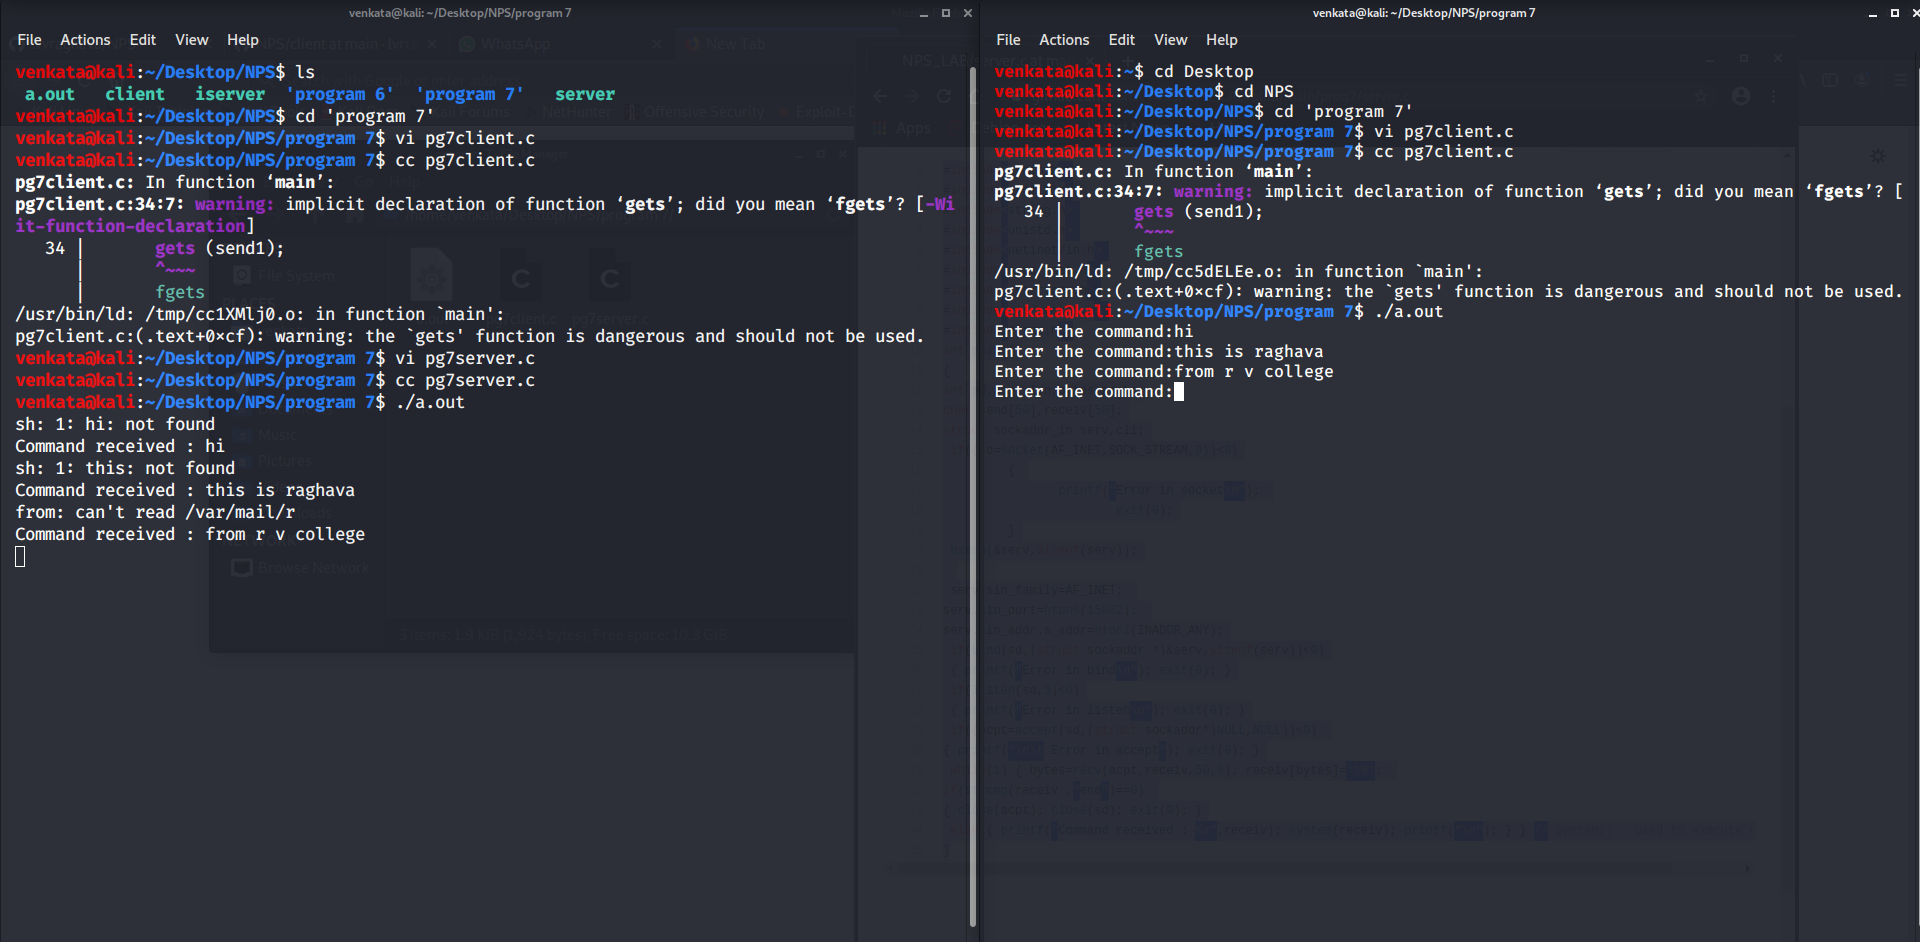 venkata@kali: ~/Desktop/NPS/program 7
File Actions Edit View Help
venkata@kali:~/Desktop/NPS$ ls
a.out client iserver 'program 6' 'program 7' server
venkata@kali:~/Desktop/NPS$ cd 'program 7'
venkata@kali:~/Desktop/NPS/program 7$ vi pg7client.c
venkata@kali:~/Desktop/NPS/program 7$ cc pg7client.c
pg7client.c: In function ‘main’:
pg7client.c:34:7: warning: implicit declaration of function ‘gets’; did you mean ‘fgets’? [-Wi
it-function-declaration]
34 | gets (send1);
| ^~~~
| fgets
/usr/bin/ld: /tmp/cc1XMlj0.o: in function `main':
pg7client.c:(.text+0×cf): warning: the `gets' function is dangerous and should not be used.
venkata@kali:~/Desktop/NPS/program 7$ vi pg7server.c
venkata@kali:~/Desktop/NPS/program 7$ cc pg7server.c
venkata@kali:~/Desktop/NPS/program 7$ ./a.out
sh: 1: hi: not found
Command received : hi
sh: 1: this: not found
Command received : this is raghava
from: can't read /var/mail/r
Command received : from r v college
venkata@kali: ~/Desktop/NPS/program 7
File Actions Edit View Help
venkata@kali:~$ cd Desktop
venkata@kali:~/Desktop$ cd NPS
venkata@kali:~/Desktop/NPS$ cd 'program 7'
venkata@kali:~/Desktop/NPS/program 7$ vi pg7client.c
venkata@kali:~/Desktop/NPS/program 7$ cc pg7client.c
pg7client.c: In function ‘main’:
pg7client.c:34:7: warning: implicit declaration of function ‘gets’; did you mean ‘fgets’? [
34 | gets (send1);
| ^~~~
| fgets
/usr/bin/ld: /tmp/cc5dELEe.o: in function `main':
pg7client.c:(.text+0×cf): warning: the `gets' function is dangerous and should not be used.
venkata@kali:~/Desktop/NPS/program 7$ ./a.out
Enter the command:hi
Enter the command:this is raghava
Enter the command:from r v college
Enter the command:
WhatsApp
New Tab
Offensive Security
File System
Music
Pictures
Browse Network
Apps